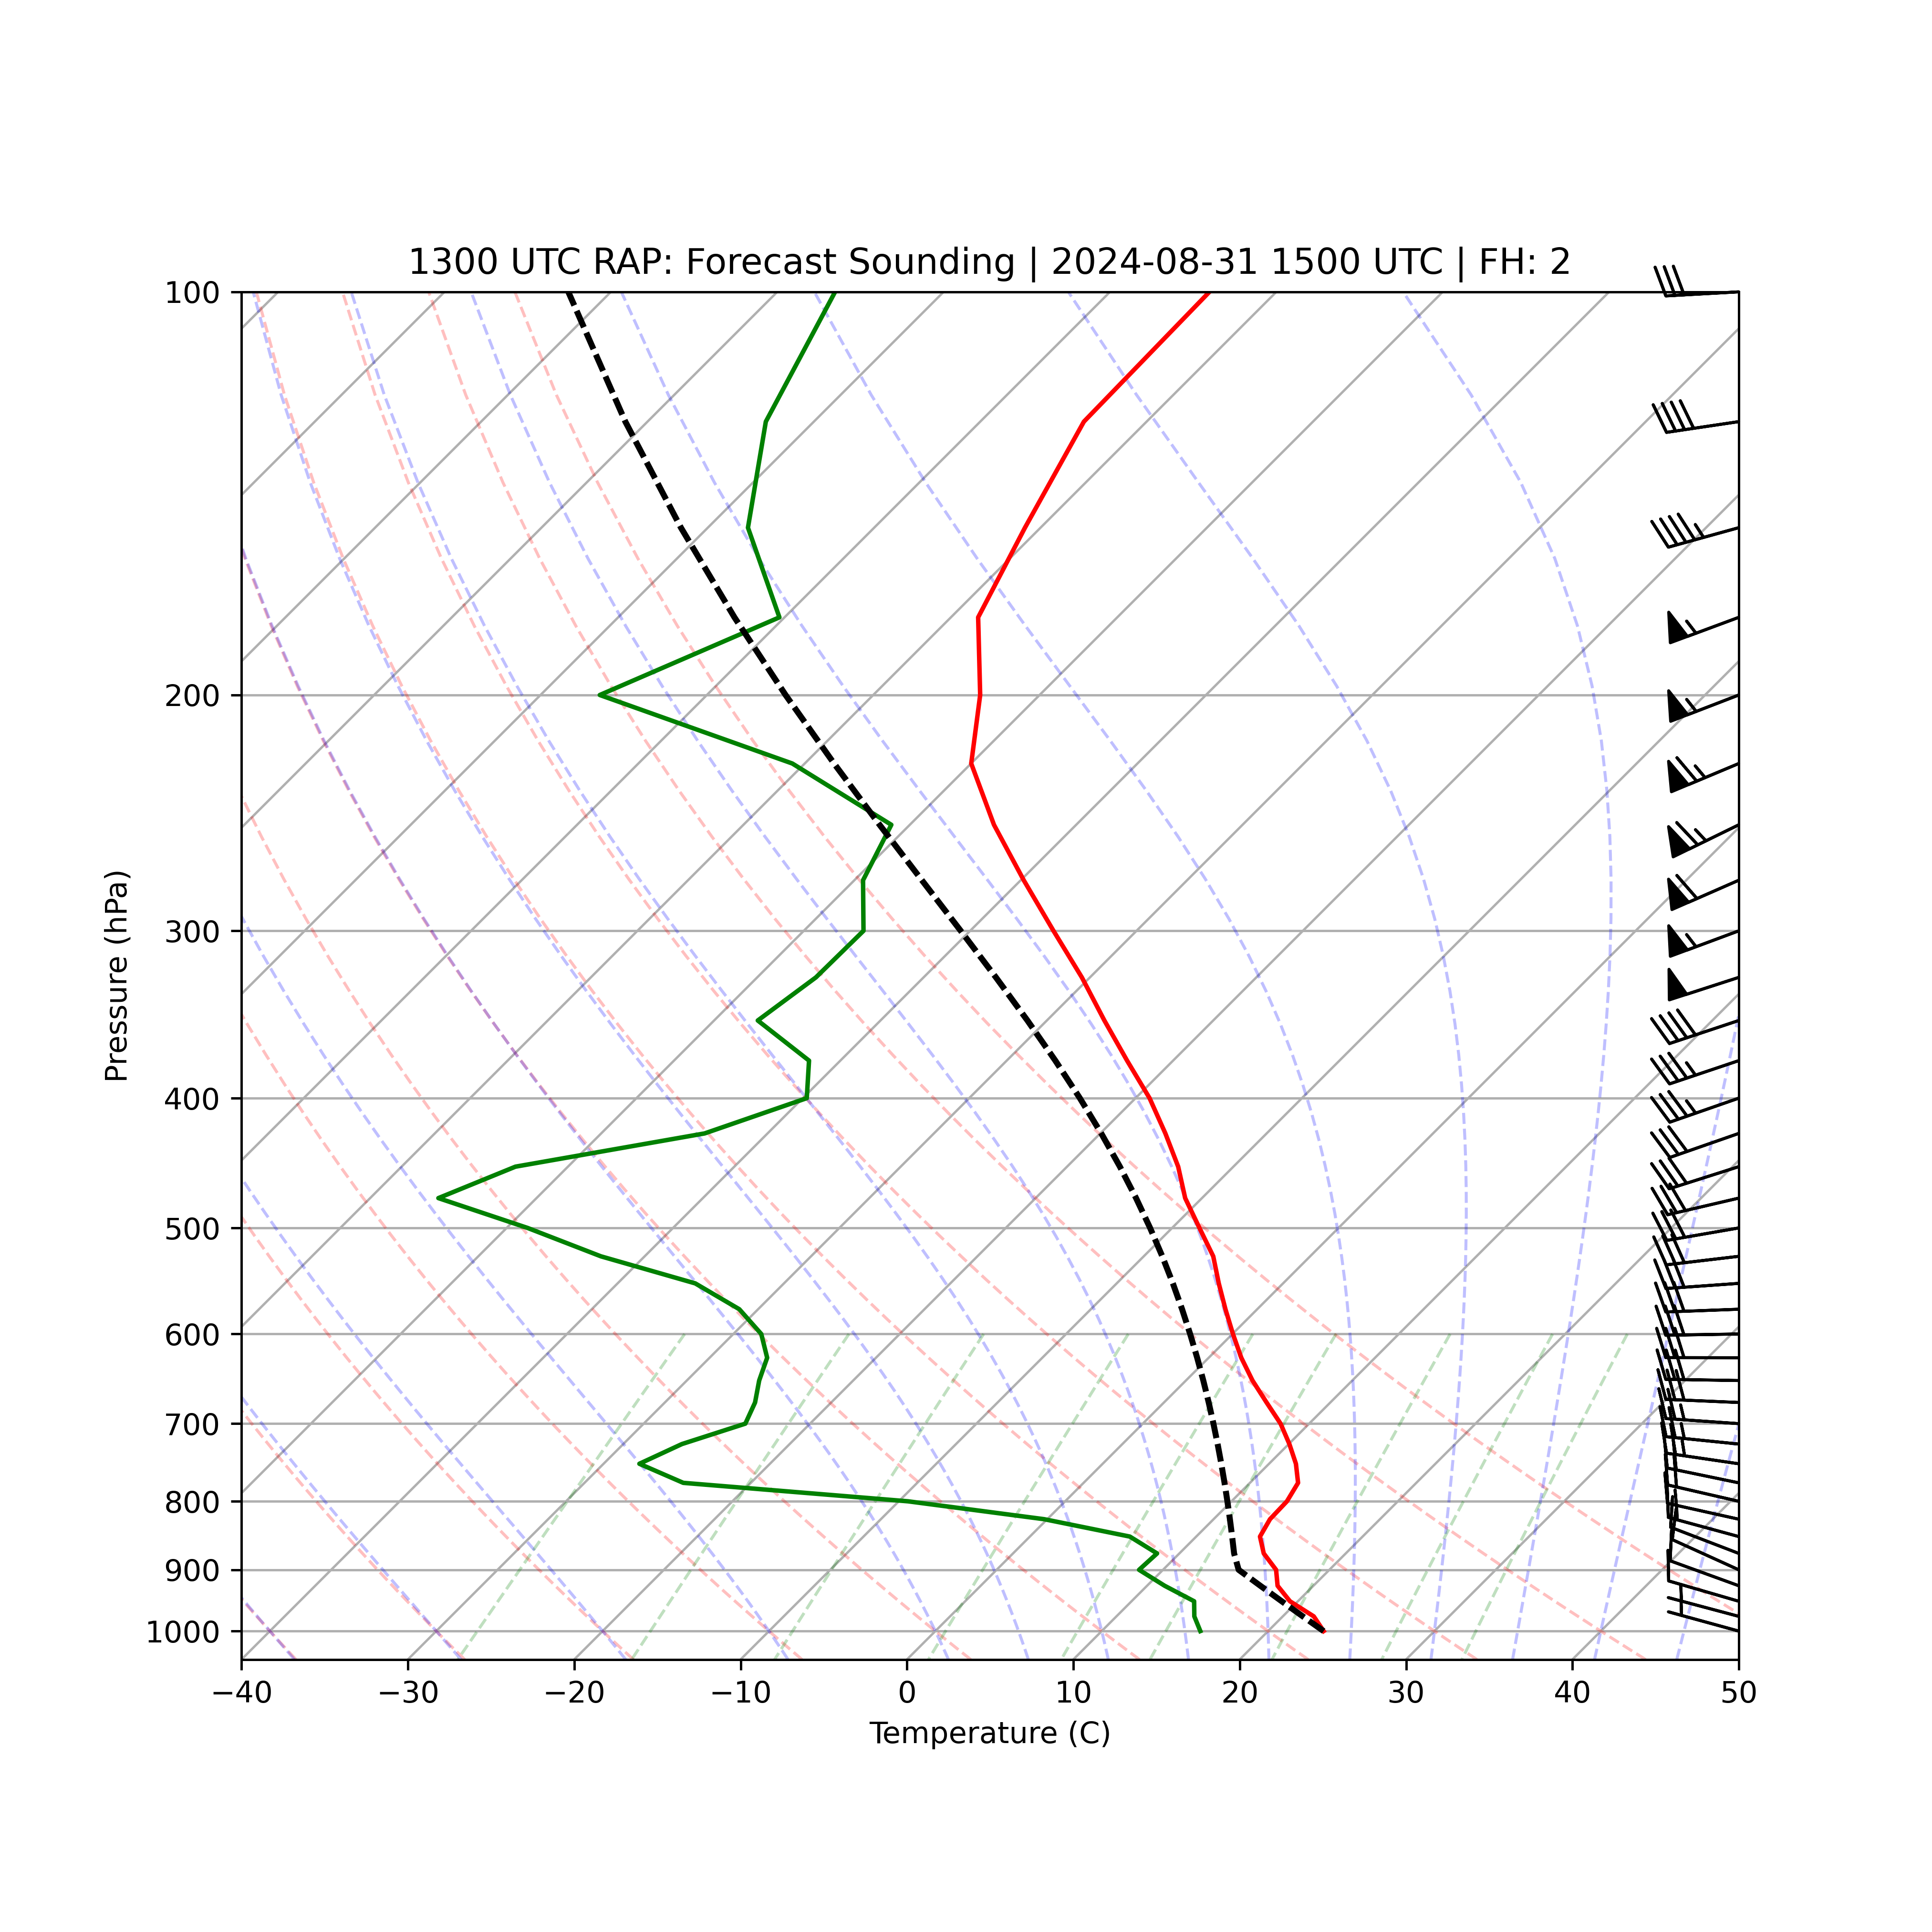 1300 UTC RAP: Forecast Sounding | 2024-08-31 1500 UTC | FH: 2
100
200
300
400
500
600
700
800
900
1000
Pressure (hPa)
−40 −30 −20 −10 0 10 20 30 40 50
Temperature (C)